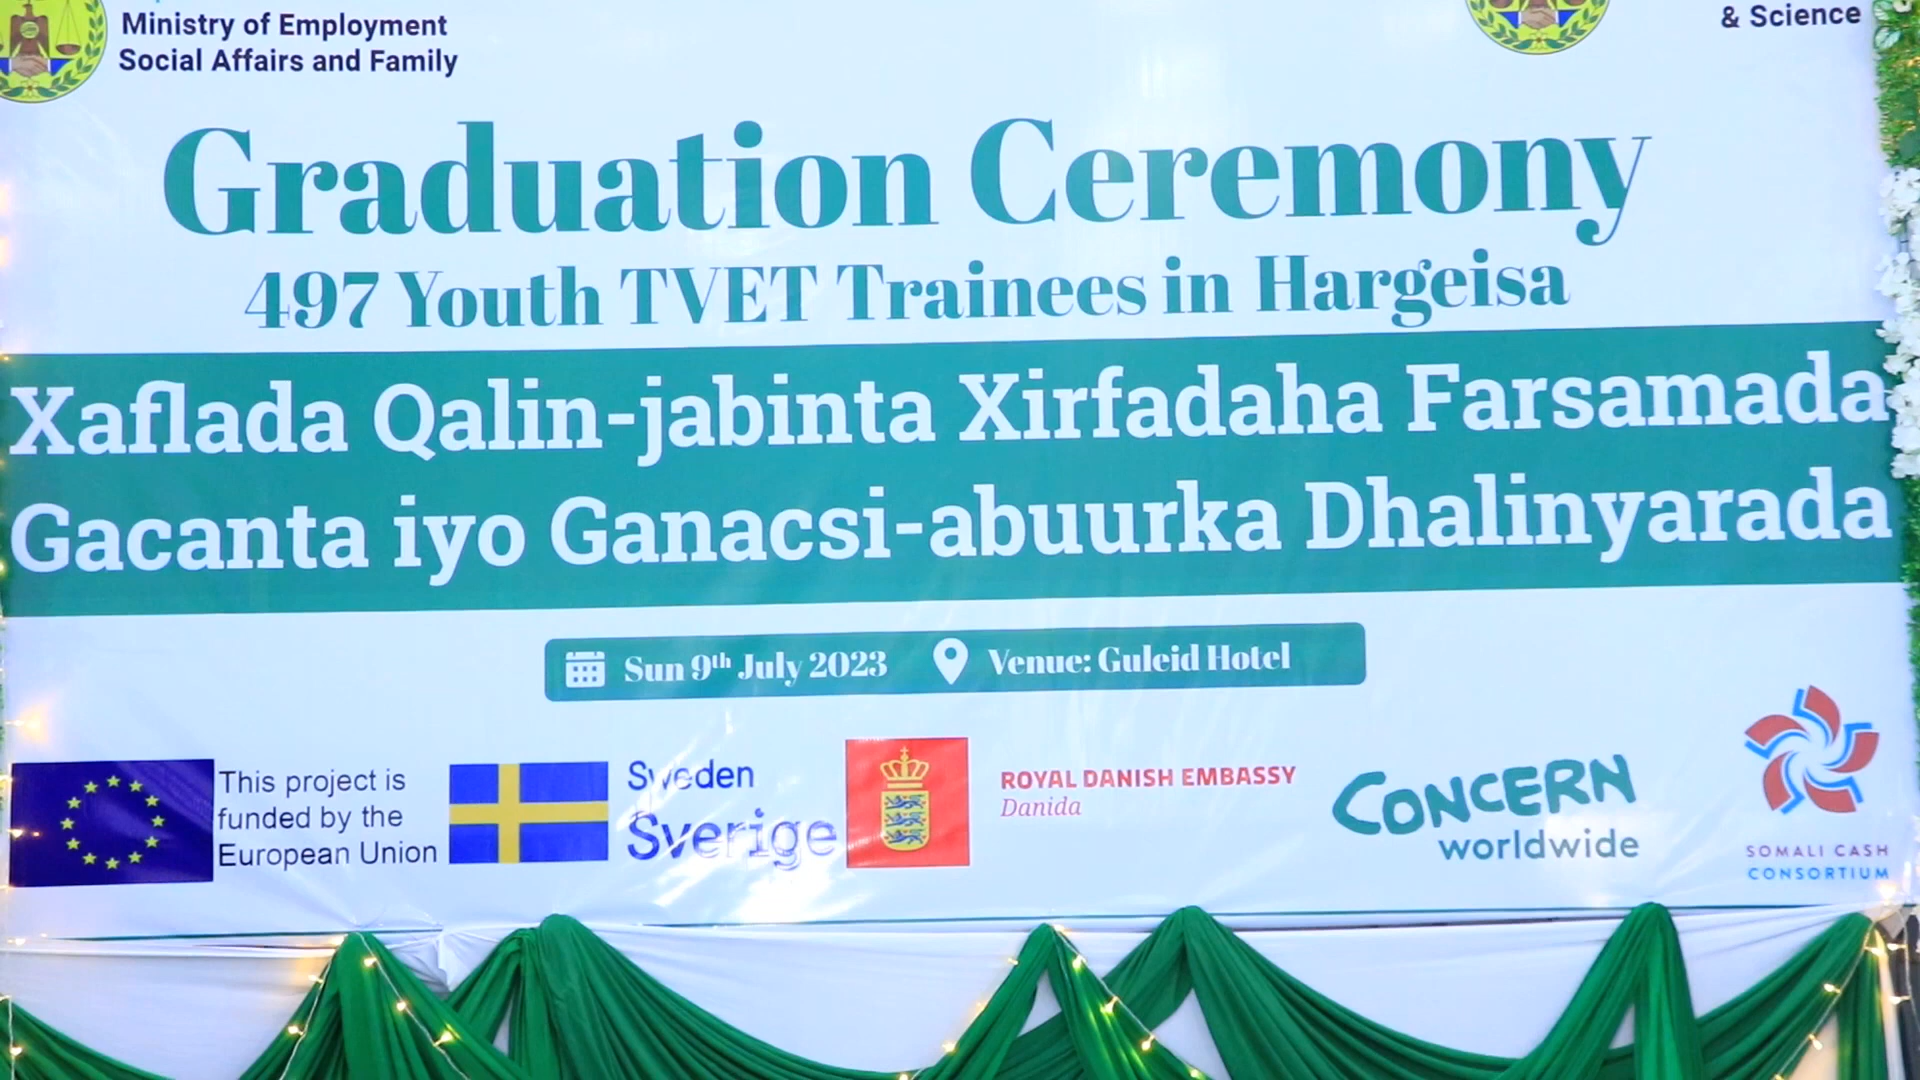 Ministry of Employment
Social Affairs and Family
& Science
Graduation Ceremony
497 Youth TVET Trainees in Hargeisa
Xaflada Qalin-jabinta Xirfadaha Farsamada
Gacanta iyo Ganacsi-abuurka Dhalinyarada
Sun 9th July 2023
Venue: Guleid Hotel
This project is
funded by the
European Union
Sweden
Sverige
ROYAL DANISH EMBASSY
Danida
CONCERN
worldwide
SOMALI CASH
CONSORTIUM